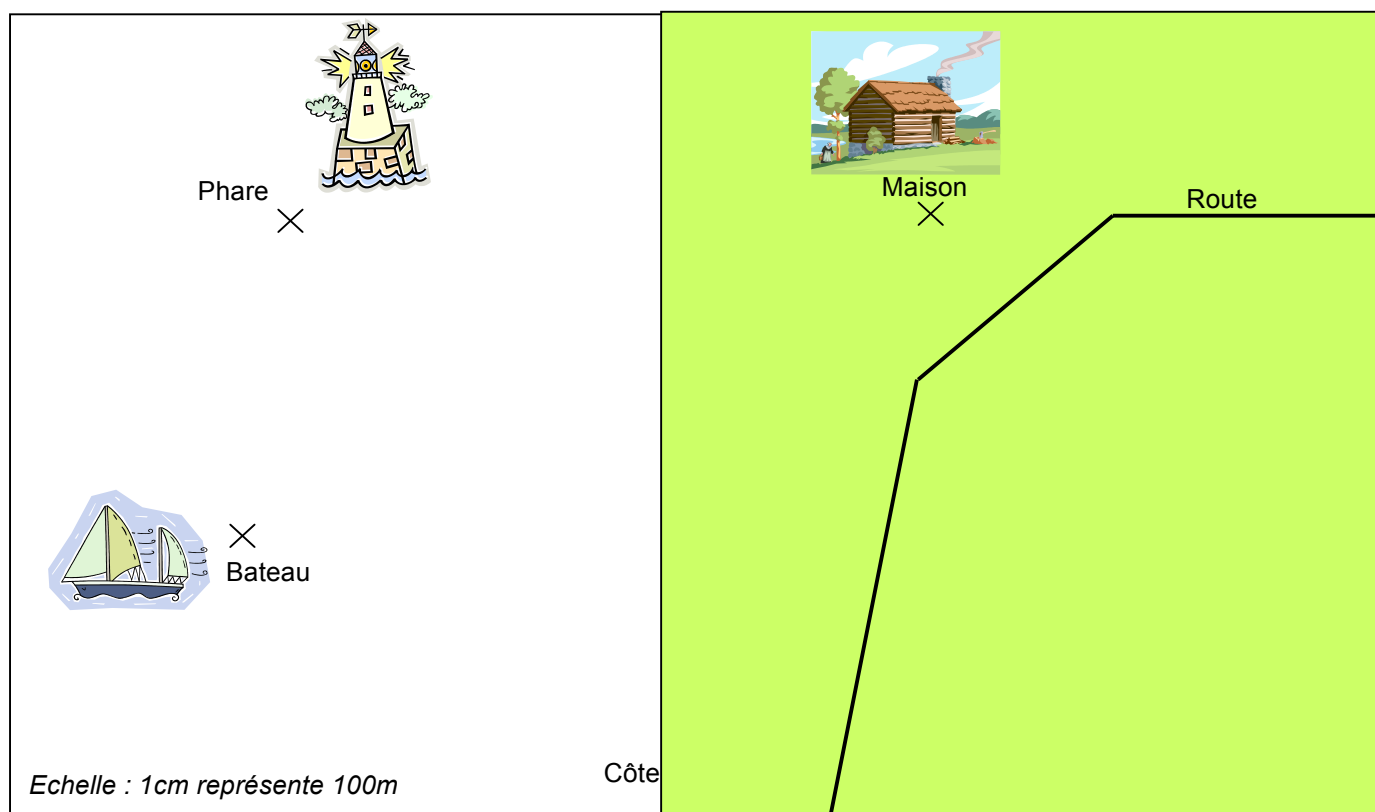 Phare
Maison
Route
Bateau
Côte
Echelle : 1cm représente 100m